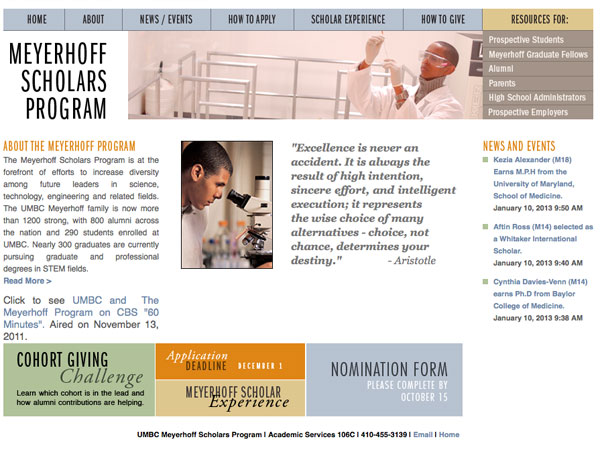 HOME
ABOUT
NEWS / EVENTS
HOW TO APPLY
SCHOLAR EXPERIENCE
HOW TO GIVE
RESOURCES FOR:
MEYERHOFF
SCHOLARS
PROGRAM
Prospective Students
Meyerhoff Graduate Fellows
Alumni
Parents
High School Administrators
Prospective Employers
ABOUT THE MEYERHOFF PROGRAM
The Meyerhoff Scholars Program is at the
forefront of efforts to increase diversity
among future leaders in science,
technology, engineering and related fields.
The UMBC Meyerhoff family is now more
than 1200 strong, with 800 alumni across
the nation and 290 students enrolled at
UMBC. Nearly 300 graduates are currently
pursuing graduate and professional
degrees in STEM fields.
Read More >
Click to see UMBC and The
Meyerhoff Program on CBS "60
Minutes". Aired on November 13,
2011.
"Excellence is never an
accident. It is always the
result of high intention,
sincere effort, and intelligent
execution; it represents
the wise choice of many
alternatives - choice, not
chance, determines your
destiny." - Aristotle
NEWS AND EVENTS
Kezia Alexander (M18)
Earns M.P.H from the
University of Maryland,
School of Medicine.
January 10, 2013 9:50 AM
Aftin Ross (M14) selected as
a Whitaker International
Scholar.
January 10, 2013 9:40 AM
Cynthia Davies-Venn (M14)
earns Ph.D from Baylor
College of Medicine.
January 10, 2013 9:38 AM
COHORT GIVING
Challenge
Learn which cohort is in the lead and
how alumni contributions are helping.
Application
DEADLINE DECEMBER 1
MEYERHOFF SCHOLAR
Experience
NOMINATION FORM
PLEASE COMPLETE BY
OCTOBER 15
UMBC Meyerhoff Scholars Program | Academic Services 106C | 410-455-3139 | Email | Home